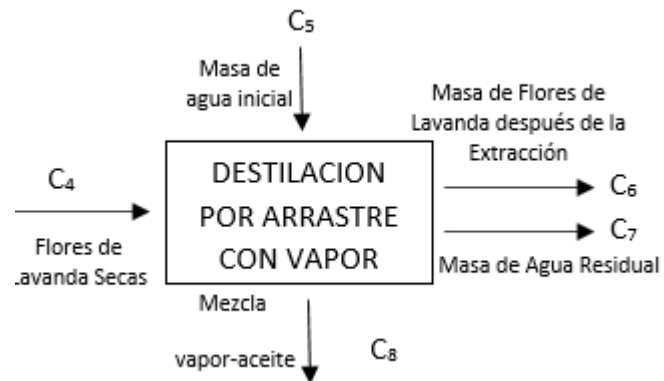 C₅
Masa de
agua inicial
Masa de Flores de
Lavanda después de la
Extracción
C₄
DESTILACION
POR ARRASTRE
CON VAPOR
C₆
C₇
Flores de
avanda Secas
Masa de Agua Residual
Mezcla
vapor-aceite
C₈